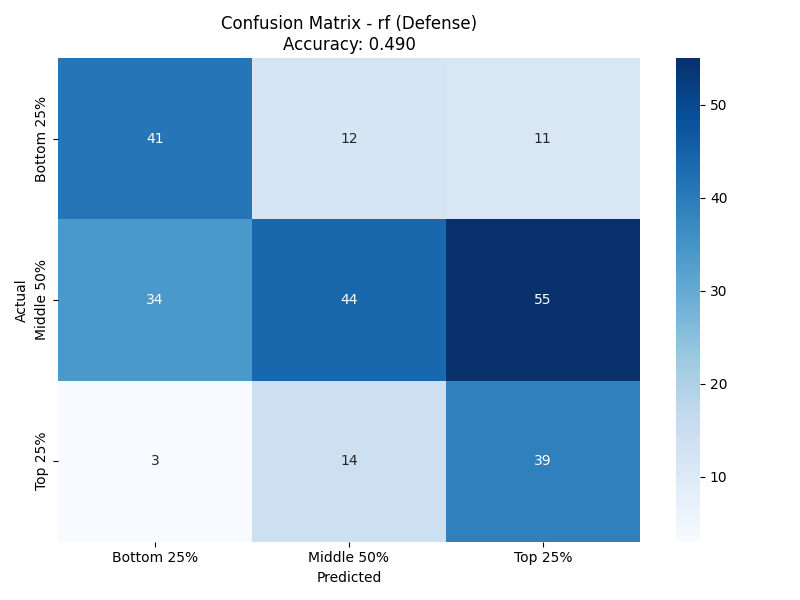 Confusion Matrix - rf (Defense)
Accuracy: 0.490
Actual
Bottom 25%
41 12 11
Middle 50%
34 44 55
Top 25%
3 14 39
Bottom 25% Middle 50% Top 25%
Predicted
50
40
30
20
10